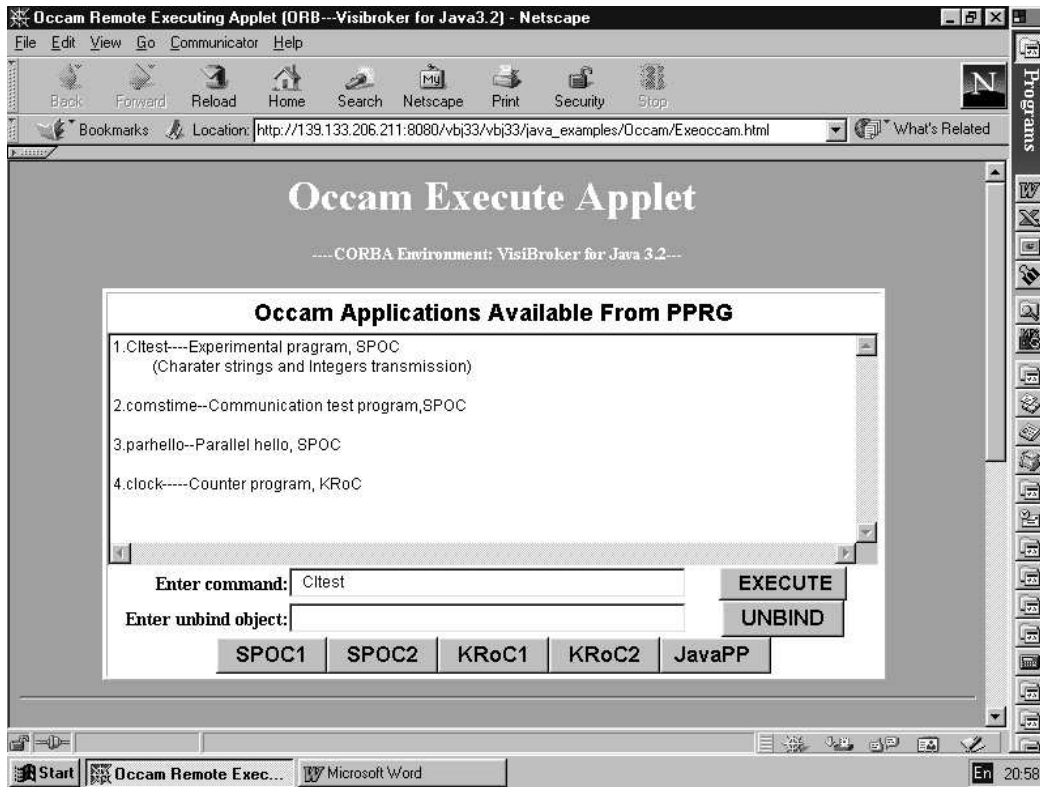 Occam Remote Executing Applet (ORB---Visibroker for Java3.2) - Netscape
File Edit View Go Communicator Help
Back Forward Reload Home Search Netscape Print Security Stop
My
N
Bookmarks Location: http://139.133.206.211:8080/vbj33/vbj33/java_examples/Occam/Exeoccam.html What's Related
Programs
Occam Execute Applet
----CORBA Environment: VisiBroker for Java 3.2---
Occam Applications Available From PPRG
1.Cltest----Experimental pragram, SPOC
(Charater strings and Integers transmission)
2.comstime--Communication test program,SPOC
3.parhello--Parallel hello, SPOC
4.clock-----Counter program, KRoC
Enter command: Cltest EXECUTE
Enter unbind object: UNBIND
SPOC1 SPOC2 KRoC1 KRoC2 JavaPP
Start Occam Remote Exec... Microsoft Word En 20:58